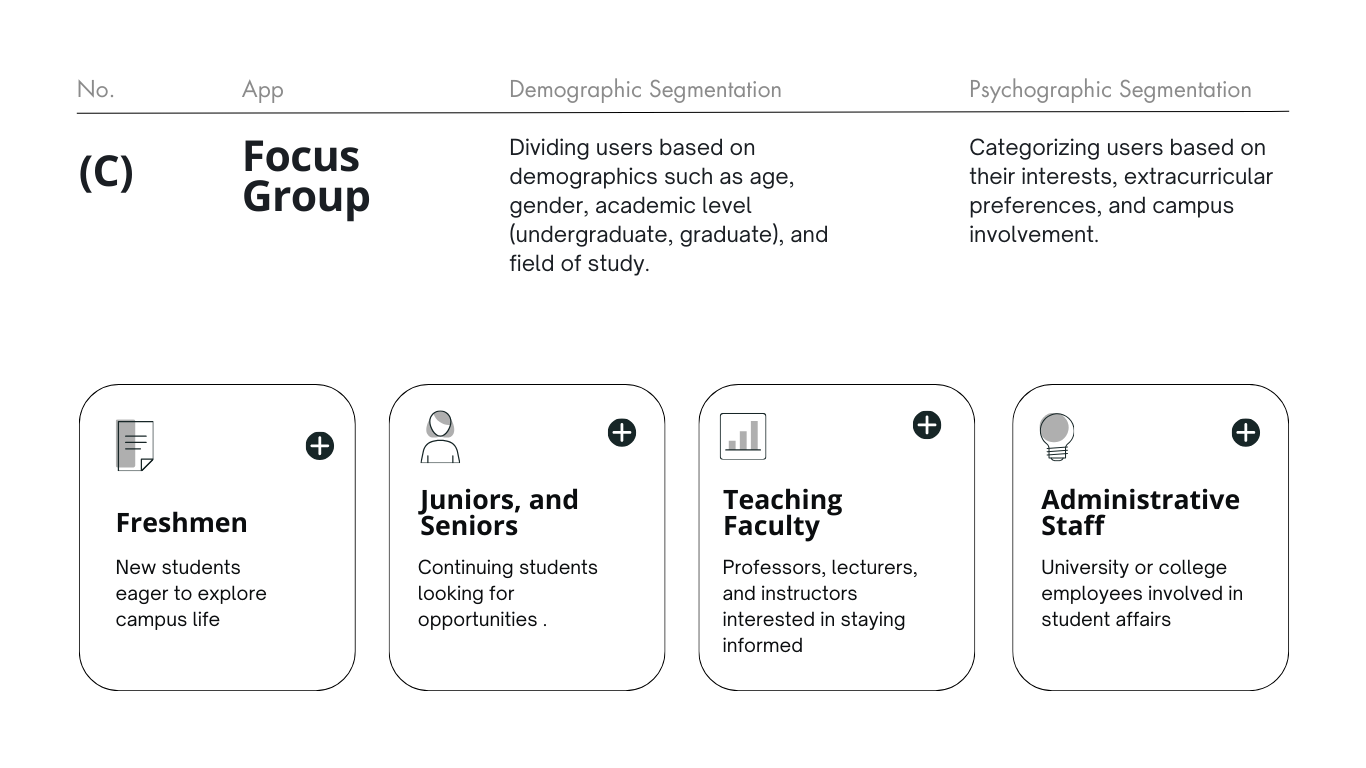 No.
App
Demographic Segmentation
Psychographic Segmentation
(C)
Focus
Group
Dividing users based on
demographics such as age,
gender, academic level
(undergraduate, graduate), and
field of study.
Categorizing users based on
their interests, extracurricular
preferences, and campus
involvement.
Freshmen
New students
eager to explore
campus life
Juniors, and
Seniors
Continuing students
looking for
opportunities .
Teaching
Faculty
Professors, lecturers,
and instructors
interested in staying
informed
Administrative
Staff
University or college
employees involved in
student affairs